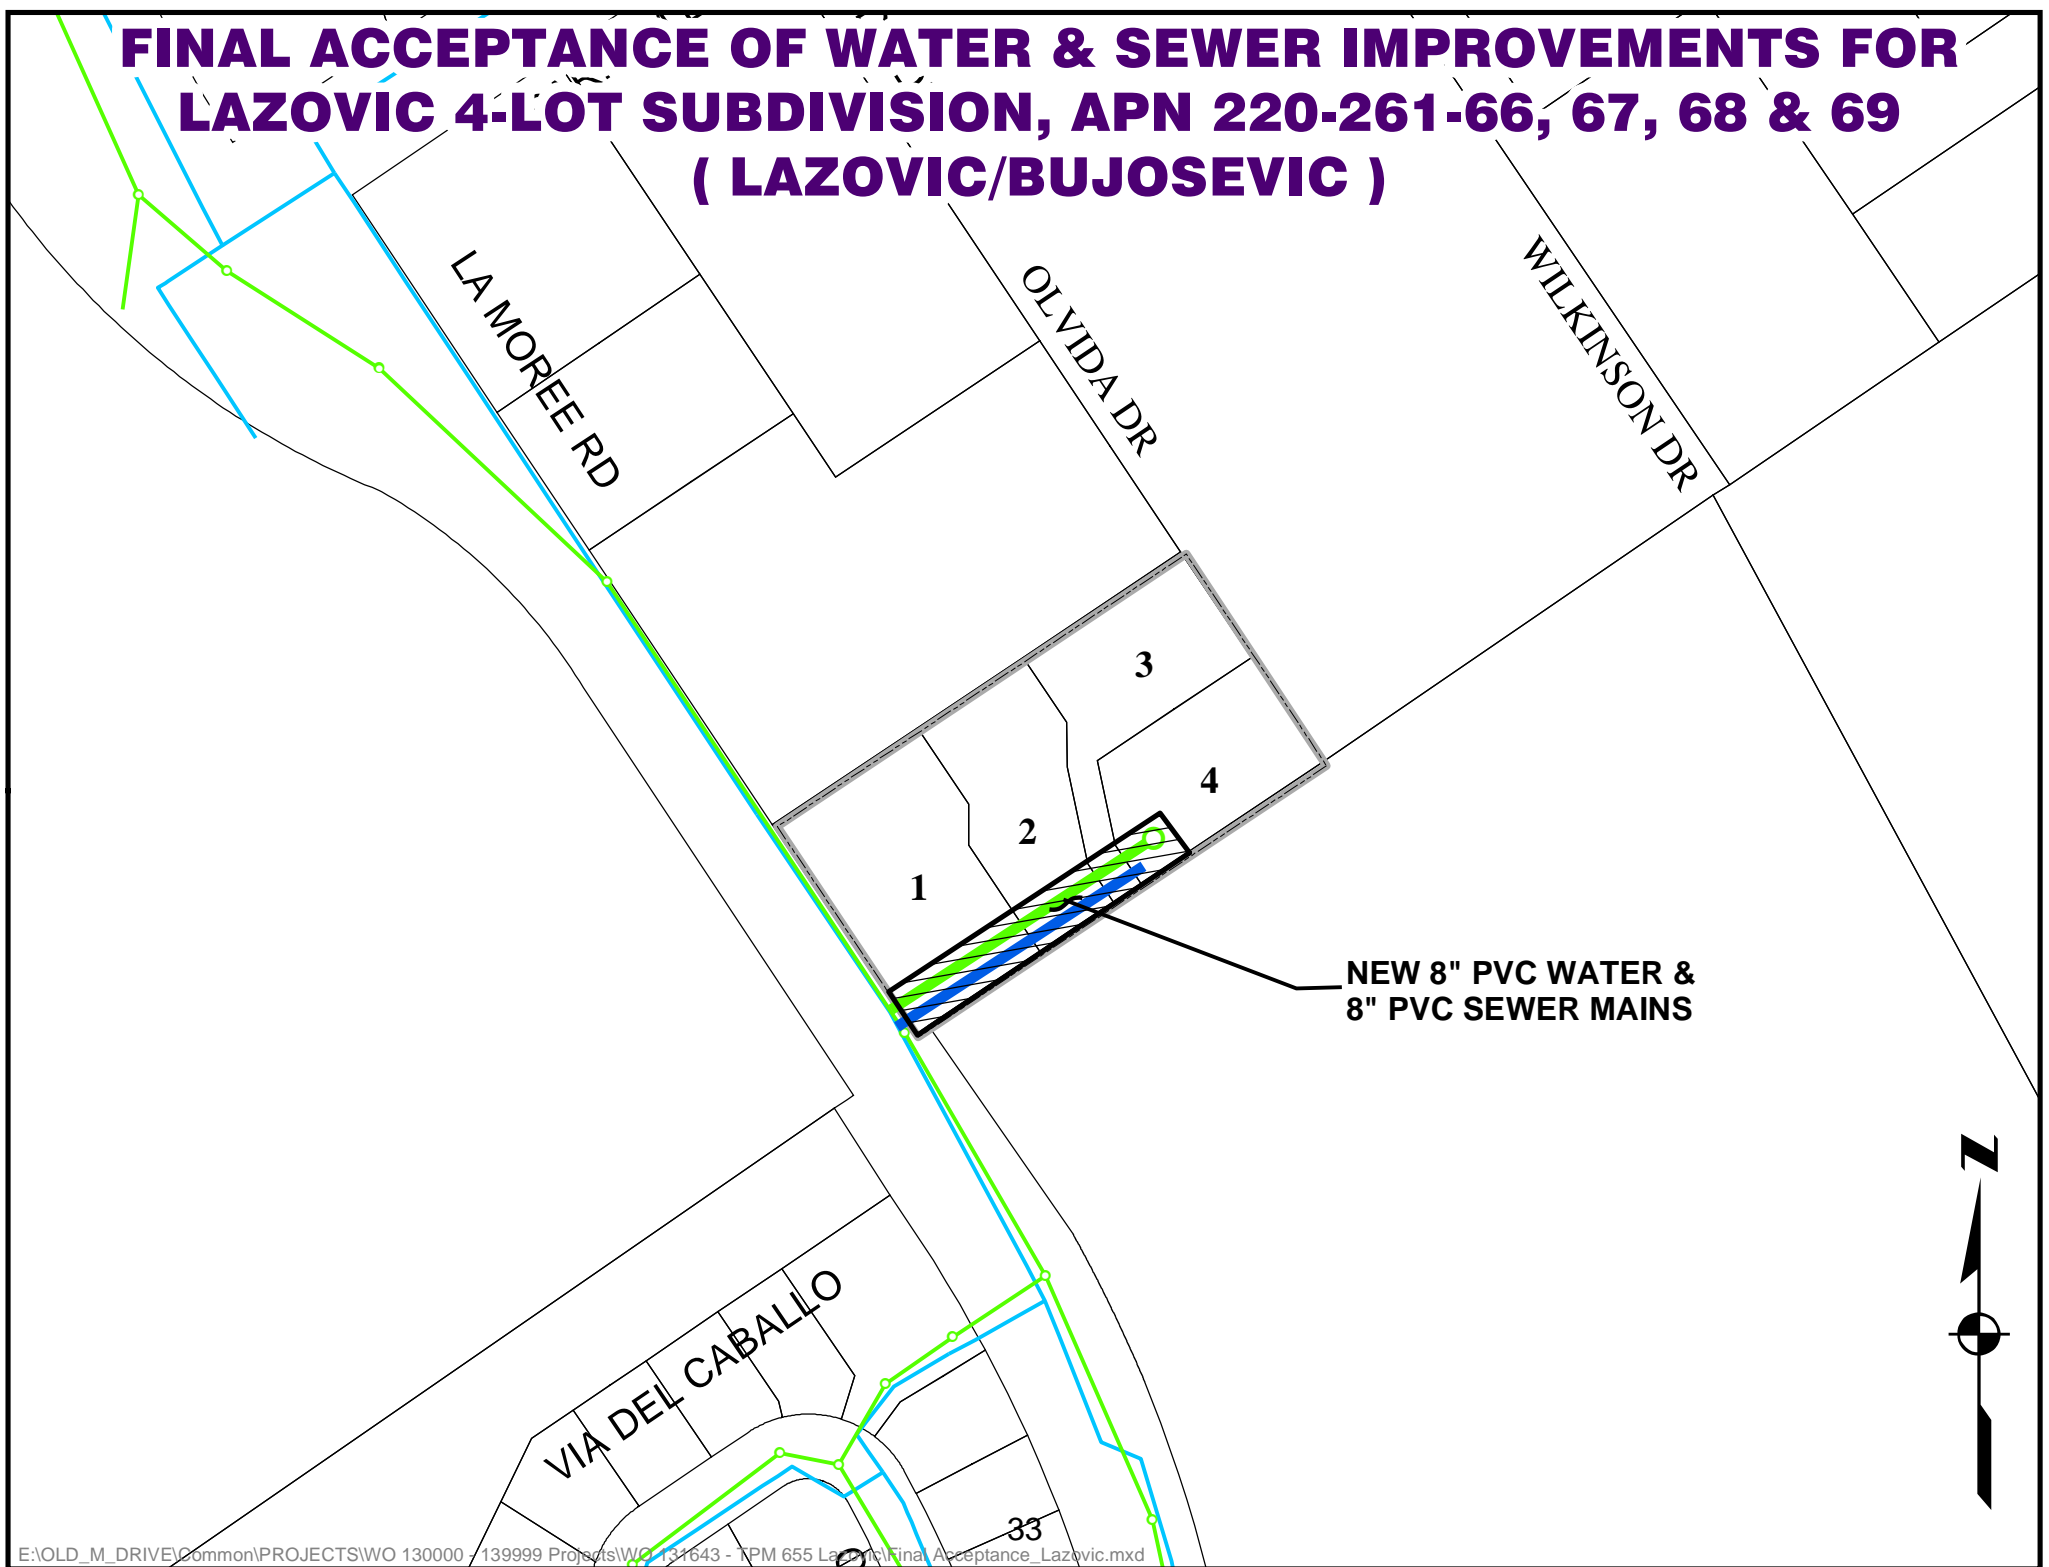 FINAL ACCEPTANCE OF WATER & SEWER IMPROVEMENTS FOR
LAZOVIC 4-LOT SUBDIVISION, APN 220-261-66, 67, 68 & 69
( LAZOVIC/BUJOSEVIC )
LA MOREE RD
OLVIDA DR
WILKINSON DR
3
4
2
1
NEW 8" PVC WATER &
8" PVC SEWER MAINS
N
VIA DEL CABALLO
33
E:\OLD_M_DRIVE\Common\PROJECTS\WO 130000 - 139999 Projects\WO 131643 - TPM 655 Lazovic\Final Acceptance_Lazovic.mxd